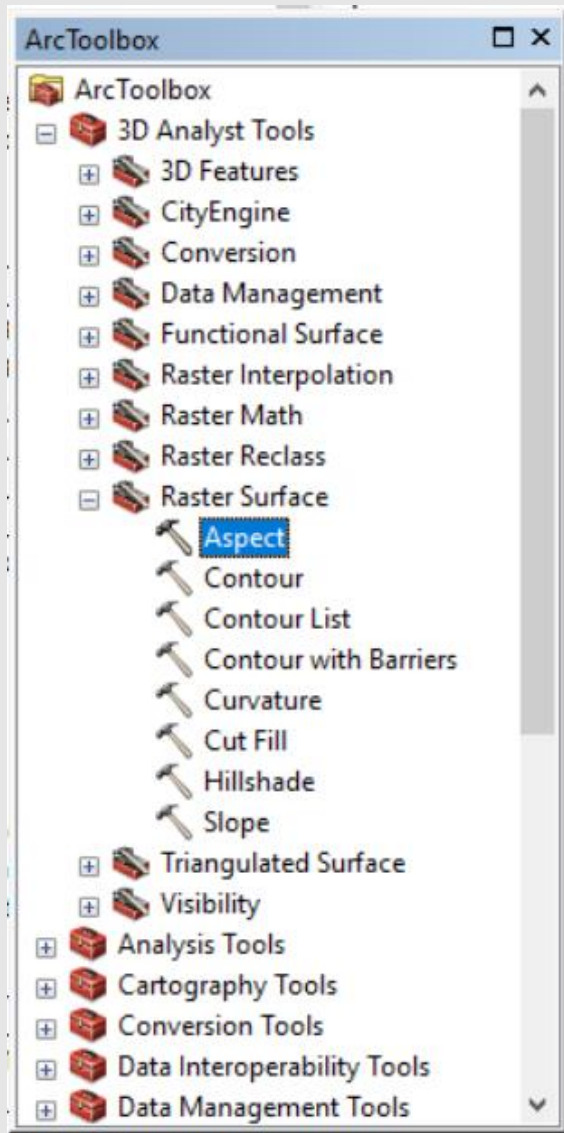 ArcToolbox
ArcToolbox
3D Analyst Tools
3D Features
CityEngine
Conversion
Data Management
Functional Surface
Raster Interpolation
Raster Math
Raster Reclass
Raster Surface
Aspect
Contour
Contour List
Contour with Barriers
Curvature
Cut Fill
Hillshade
Slope
Triangulated Surface
Visibility
Analysis Tools
Cartography Tools
Conversion Tools
Data Interoperability Tools
Data Management Tools